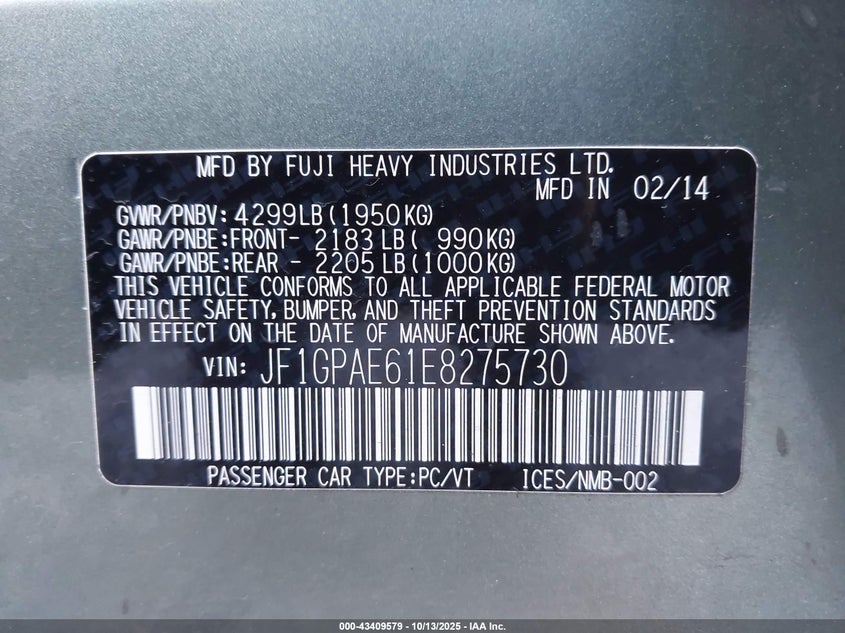 MFD BY FUJI HEAVY INDUSTRIES LTD.
MFD IN 02/14
GVWR/PNBV: 4299LB(1950KG)
GAWR/PNBE:FRONT- 2183LB( 990KG)
GAWR/PNBE:REAR - 2205LB(1000KG)
THIS VEHICLE CONFORMS TO ALL APPLICABLE FEDERAL MOTOR
VEHICLE SAFETY, BUMPER, AND THEFT PREVENTION STANDARDS
IN EFFECT ON THE DATE OF MANUFACTURE SHOWN ABOVE.
VIN: JF1GPAE61E8275730
PASSENGER CAR TYPE:PC/VT ICES/NMB-002
000-43409579 - 10/13/2025 - IAA Inc.